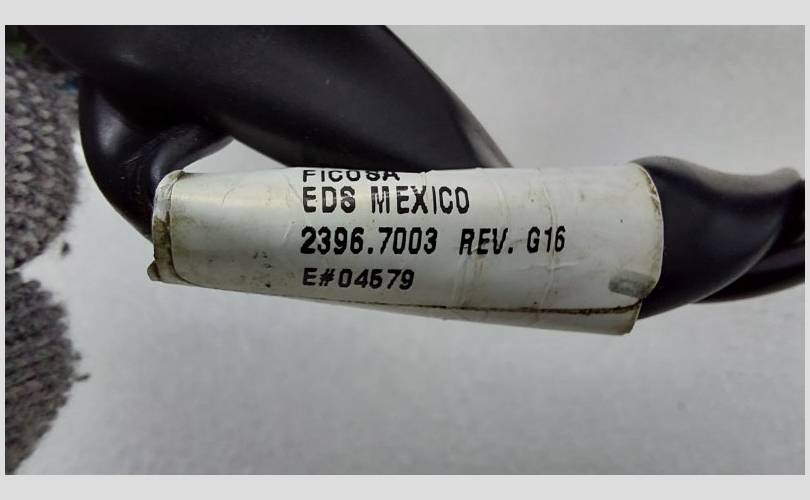 FICOSA
EDS MEXICO
2396.7003 REV. G16
E#04579